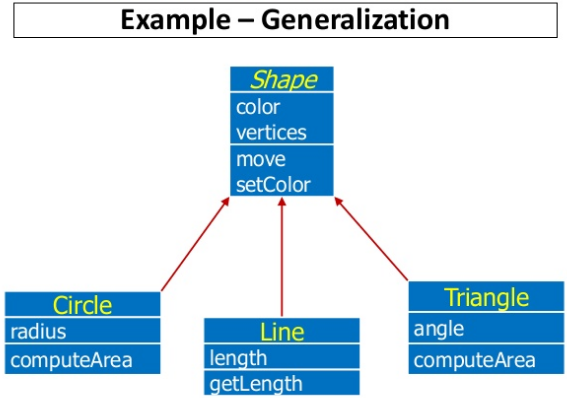 Example – Generalization
Shape
color
vertices
move
setColor
Circle
radius
computeArea
Line
length
getLength
Triangle
angle
computeArea